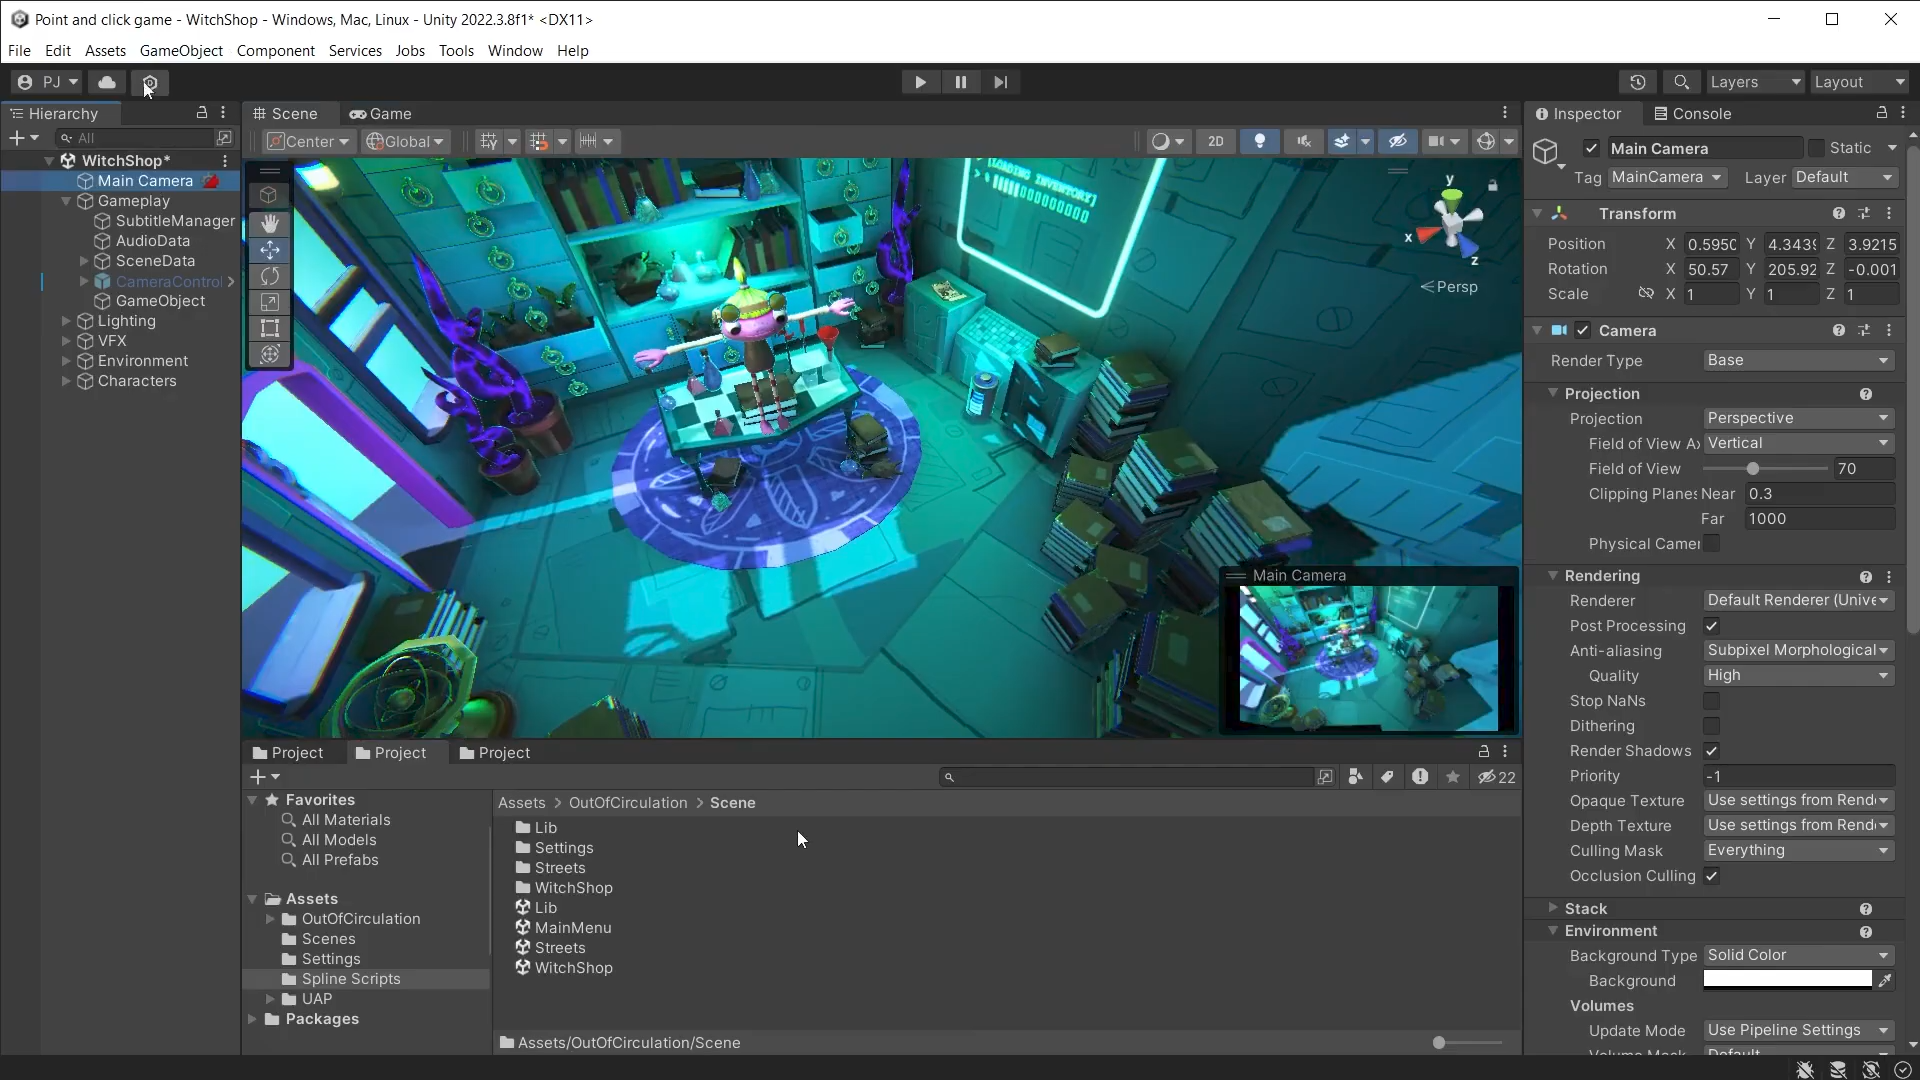 Point and click game - WitchShop - Windows, Mac, Linux - Unity 2022.3.8f1* <DX11>
File Edit Assets GameObject Component Services Jobs Tools Window Help
PJ
Layers
Layout
Hierarchy
All
WitchShop*
Main Camera
Gameplay
SubtitleManager
AudioData
SceneData
CameraControl
GameObject
Lighting
VFX
Environment
Characters
Scene
Game
Center
Global
2D
[LOADING INVENTORY]
y
x
z
Persp
Main Camera
Project
Project
Project
22
Favorites
All Materials
All Models
All Prefabs
Assets
OutOfCirculation
Scenes
Settings
Spline Scripts
UAP
Packages
Assets > OutOfCirculation > Scene
Lib
Settings
Streets
WitchShop
Lib
MainMenu
Streets
WitchShop
Assets/OutOfCirculation/Scene
Inspector
Console
Main Camera
Static
Tag MainCamera
Layer Default
Transform
Position X 0.595 Y 4.343 Z 3.9215
Rotation X 50.57 Y 205.92 Z -0.001
Scale X 1 Y 1 Z 1
Camera
Render Type Base
Projection
Projection Perspective
Field of View Ax Vertical
Field of View 70
Clipping Planes Near 0.3
Far 1000
Physical Camer
Rendering
Renderer Default Renderer (Unive
Post Processing
Anti-aliasing Subpixel Morphological
Quality High
Stop NaNs
Dithering
Render Shadows
Priority -1
Opaque Texture Use settings from Rend
Depth Texture Use settings from Rend
Culling Mask Everything
Occlusion Culling
Stack
Environment
Background Type Solid Color
Background
Volumes
Update Mode Use Pipeline Settings